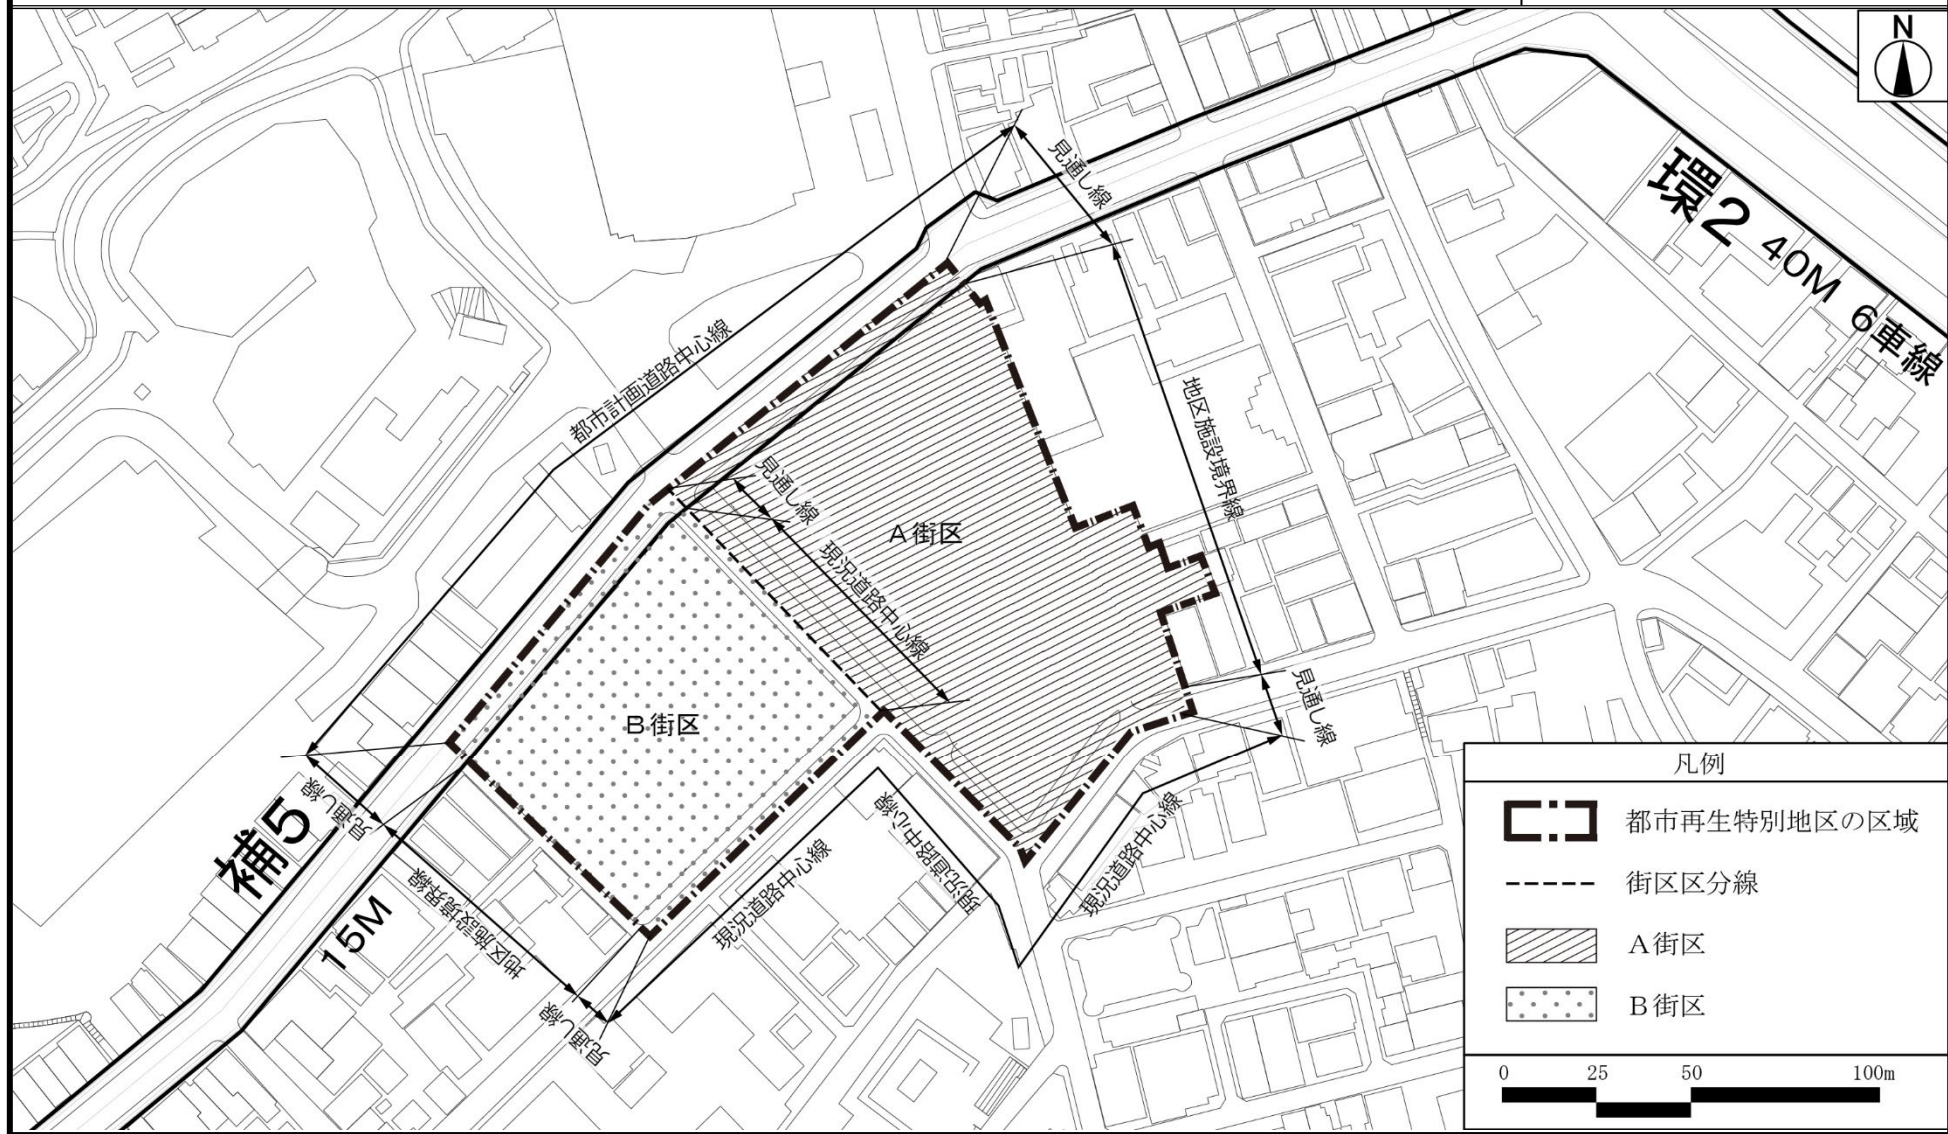 N
見通し線
環2 40M 6車線
都市計画道路中心線
地区施設境界線
見通し線
A街区
現況道路中心線
B街区
見通し線
見通し線
補5
15M
地区施設境界線
見通し線
現況道路中心線
現況道路中心線
現況道路中心線
凡例
都市再生特別地区の区域
街区区分線
A街区
B街区
0 25 50 100m